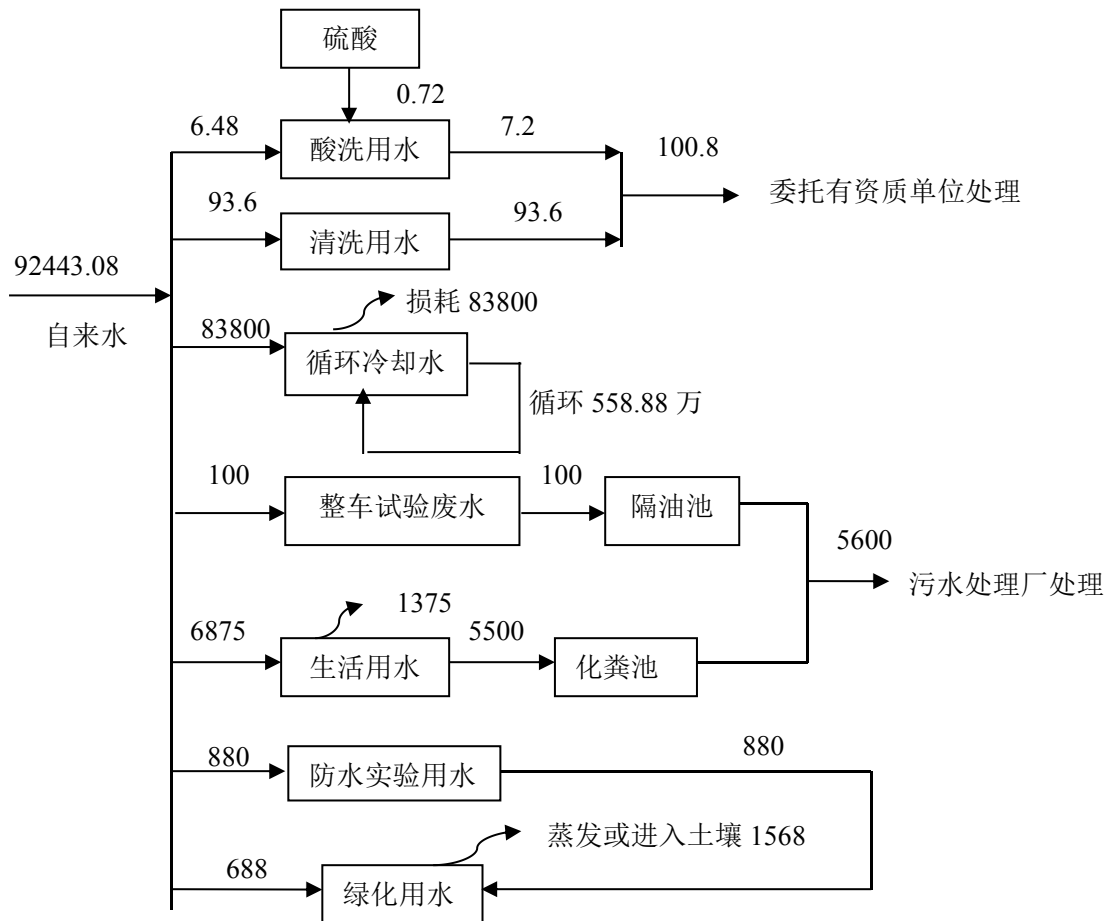 硫酸
0.72
6.48
酸洗用水
7.2
100.8
委托有资质单位处理
93.6
清洗用水
93.6
92443.08
自来水
损耗 83800
83800
循环冷却水
循环 558.88 万
100
整车试验废水
100
隔油池
5600
污水处理厂处理
1375
6875
生活用水
5500
化粪池
880
防水实验用水
880
蒸发或进入土壤 1568
688
绿化用水